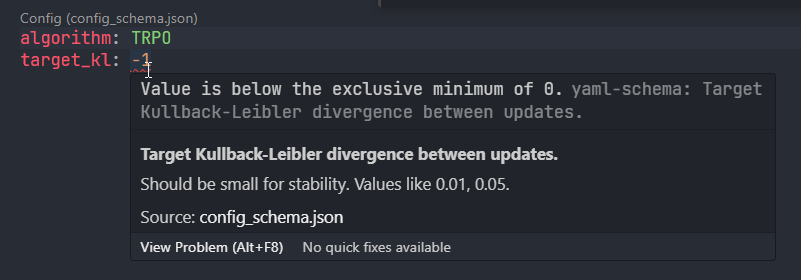 Config (config_schema.json)
algorithm: TRPO
target_kl: -1
Value is below the exclusive minimum of 0. yaml-schema: Target
Kullback-Leibler divergence between updates.
Target Kullback-Leibler divergence between updates.
Should be small for stability. Values like 0.01, 0.05.
Source: config_schema.json
View Problem (Alt+F8) No quick fixes available